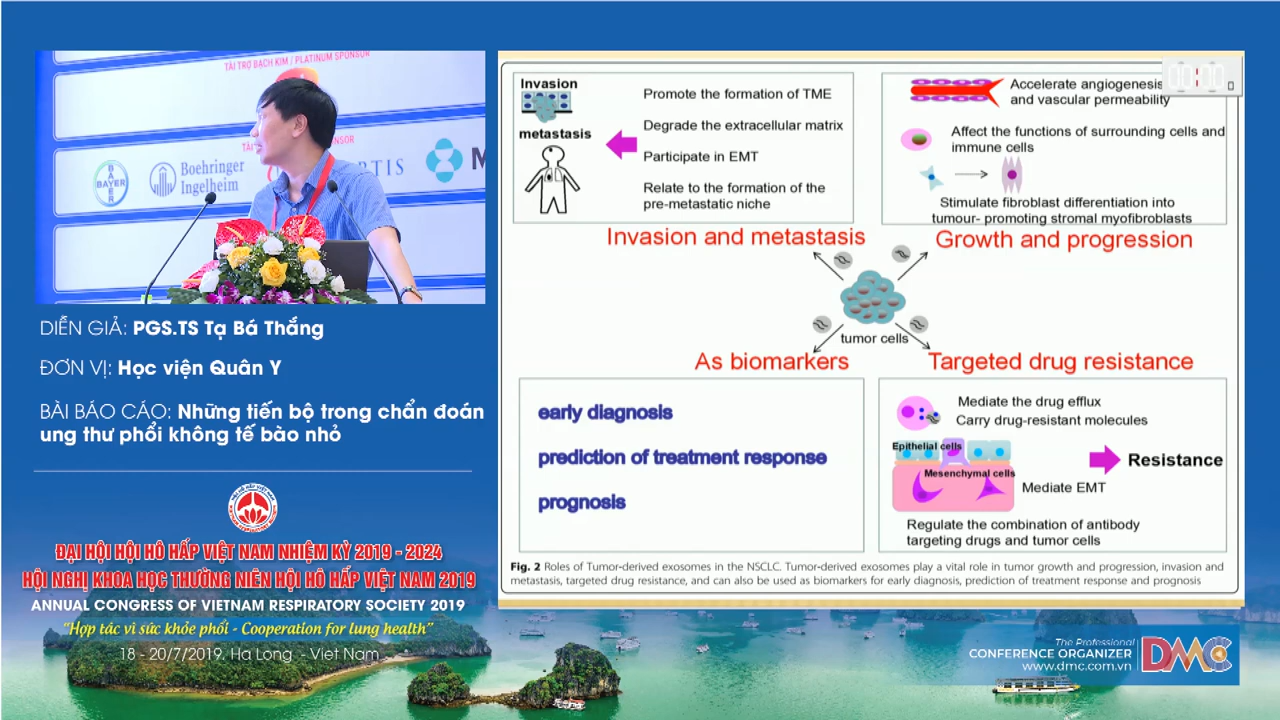 TÀI TRỢ BẠCH KIM / PLATINUM SPONSOR
BAYER
BAYER
Boehringer
Ingelheim
DIỄN GIẢ: PGS.TS Tạ Bá Thắng
ĐƠN VỊ: Học viện Quân Y
BÀI BÁO CÁO: Những tiến bộ trong chẩn đoán
ung thư phổi không tế bào nhỏ
ĐẠI HỘI HỘI HÔ HẤP VIỆT NAM NHIỆM KỲ 2019 - 2024
HỘI NGHỊ KHOA HỌC THƯỜNG NIÊN HỘI HÔ HẤP VIỆT NAM 2019
ANNUAL CONGRESS OF VIETNAM RESPIRATORY SOCIETY 2019
"Hợp tác vì sức khỏe phổi - Cooperation for lung health"
18 - 20/7/2019. Ha Long - Viet Nam
Invasion
metastasis
Promote the formation of TME
Degrade the extracellular matrix
Participate in EMT
Relate to the formation of the
pre-metastatic niche
Invasion and metastasis
00:00
Accelerate angiogenesis
and vascular permeability
Affect the functions of surrounding cells and
immune cells
Stimulate fibroblast differentiation into
tumour- promoting stromal myofibroblasts
Growth and progression
tumor cells
As biomarkers
early diagnosis
prediction of treatment response
prognosis
Targeted drug resistance
Mediate the drug efflux
Carry drug-resistant molecules
Epithelial cells
Mesenchymal cells
Mediate EMT
Resistance
Regulate the combination of antibody
targeting drugs and tumor cells
Fig. 2 Roles of Tumor-derived exosomes in the NSCLC. Tumor-derived exosomes play a vital role in tumor growth and progression, invasion and
metastasis, targeted drug resistance, and can also be used as biomarkers for early diagnosis, prediction of treatment response and prognosis
The Professional
CONFERENCE ORGANIZER
www.dmc.com.vn
DMC